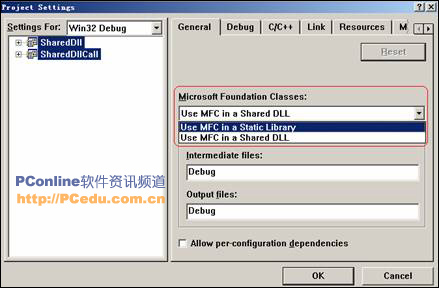 Project Settings
Settings For:
Win32 Debug
SharedDll
SharedDllCall
General
Debug
C/C++
Link
Resources
M
Reset
Microsoft Foundation Classes:
Use MFC in a Shared DLL
Use MFC in a Static Library
Use MFC in a Shared DLL
Intermediate files:
Debug
Output files:
Debug
Allow per-configuration dependencies
PConline软件资讯频道
http://PCedu.com.cn
OK
Cancel